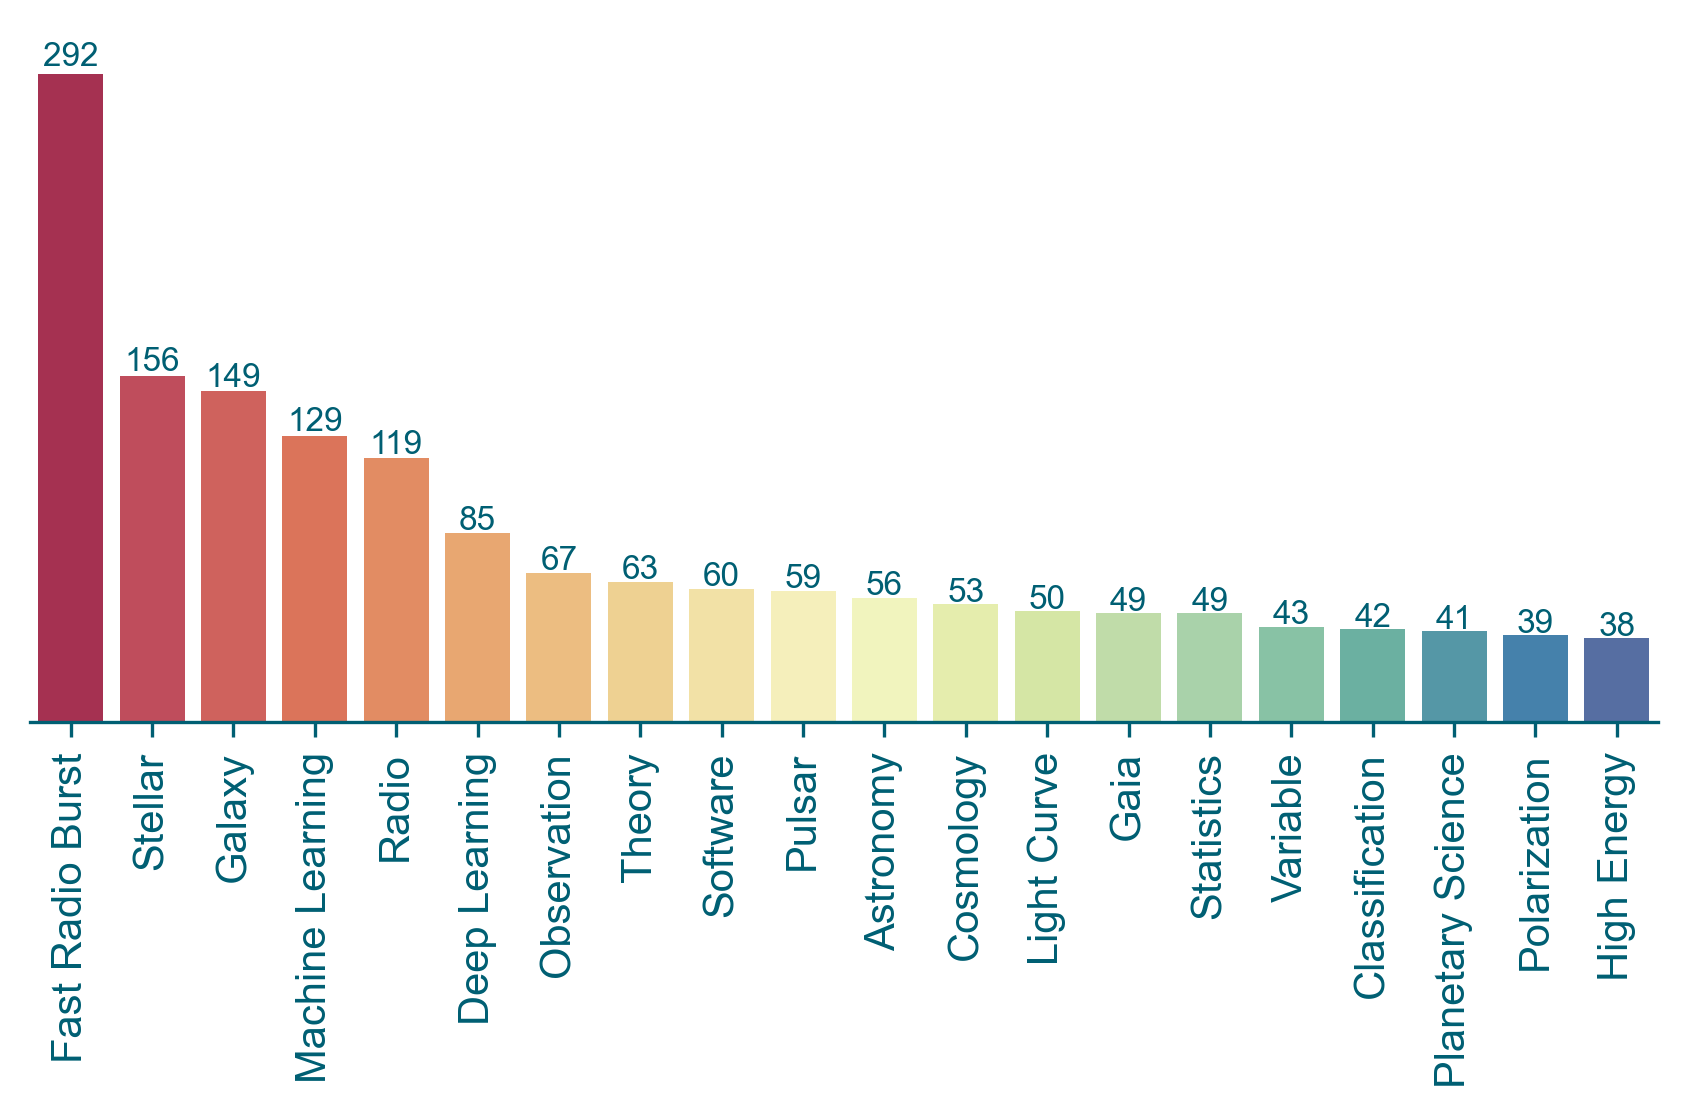 292
156
149
129
119
85
67
63
60
59
56
53
50
49
49
43
42
41
39
38
Fast Radio Burst
Stellar
Galaxy
Machine Learning
Radio
Deep Learning
Observation
Theory
Software
Pulsar
Astronomy
Cosmology
Light Curve
Gaia
Statistics
Variable
Classification
Planetary Science
Polarization
High Energy